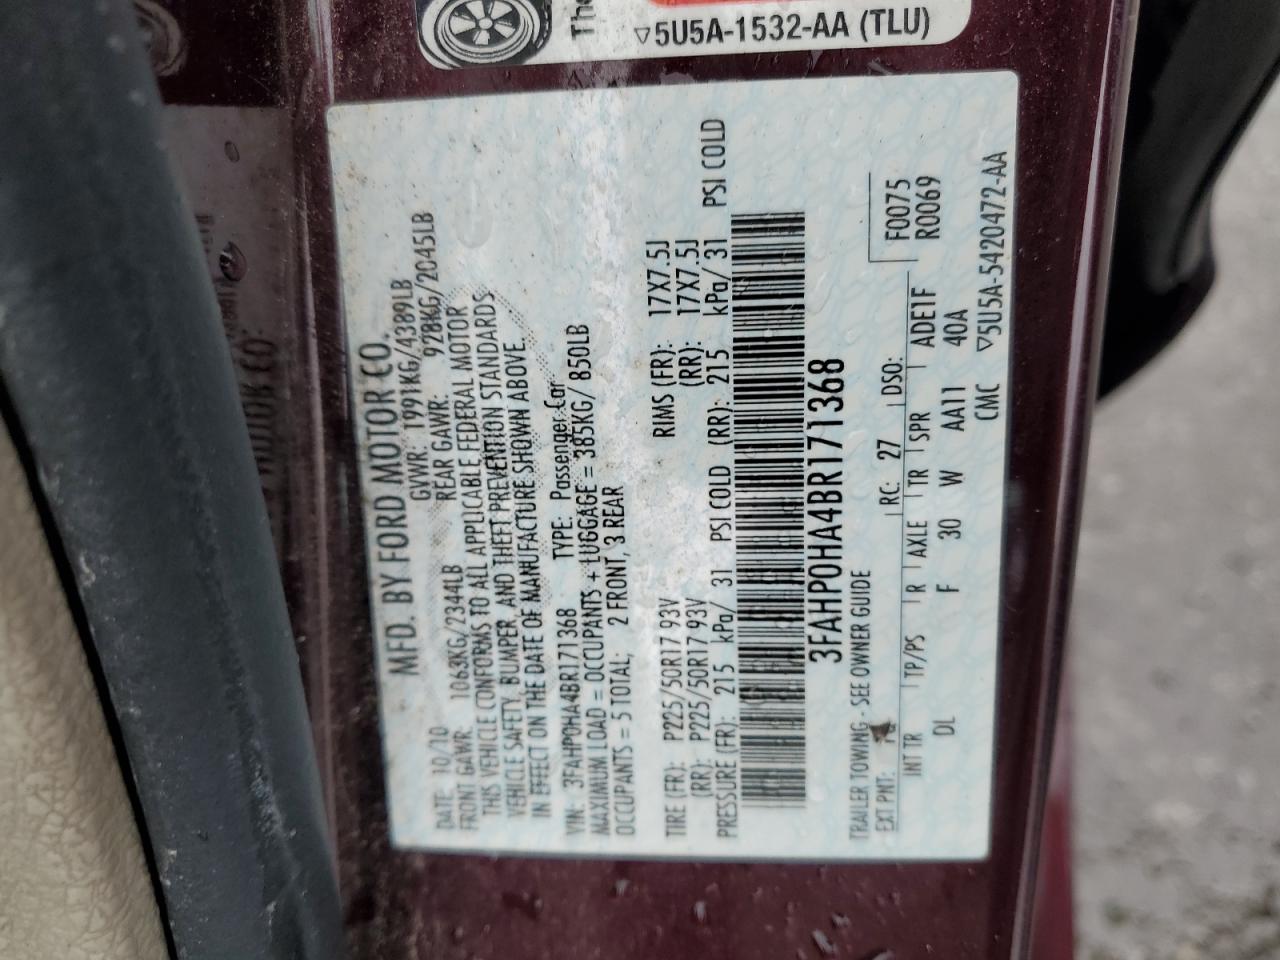 The
▽5U5A-1532-AA (TLU)
MFD. BY FORD MOTOR CO.
DATE: 10/10 GVWR: 1991KG/4389LB
FRONT GAWR: 1063KG/2344LB REAR GAWR: 928KG/2045LB
THIS VEHICLE CONFORMS TO ALL APPLICABLE FEDERAL MOTOR
VEHICLE SAFETY, BUMPER, AND THEFT PREVENTION STANDARDS
IN EFFECT ON THE DATE OF MANUFACTURE SHOWN ABOVE.
VIN: 3FAHP0HA4BR171368 TYPE: Passenger Car
MAXIMUM LOAD = OCCUPANTS + LUGGAGE = 385KG/ 850LB
OCCUPANTS = 5 TOTAL; 2 FRONT, 3 REAR
TIRE (FR): P225/50R17 93V RIMS (FR): 17X7.5J
(RR): P225/50R17 93V (RR): 17X7.5J
PRESSURE (FR): 215 kPa/ 31 PSI COLD (RR): 215 kPa/ 31 PSI COLD
3FAHP0HA4BR171368
TRAILER TOWING - SEE OWNER GUIDE
F0075
R0069
EXT PNT: RC: 27 DSO:
INT TR TP/PS R AXLE TR SPR ADE1F
DL F 30 W AA11 40A
CMC ▽5U5A-5420472-AA
MOTOR CO.